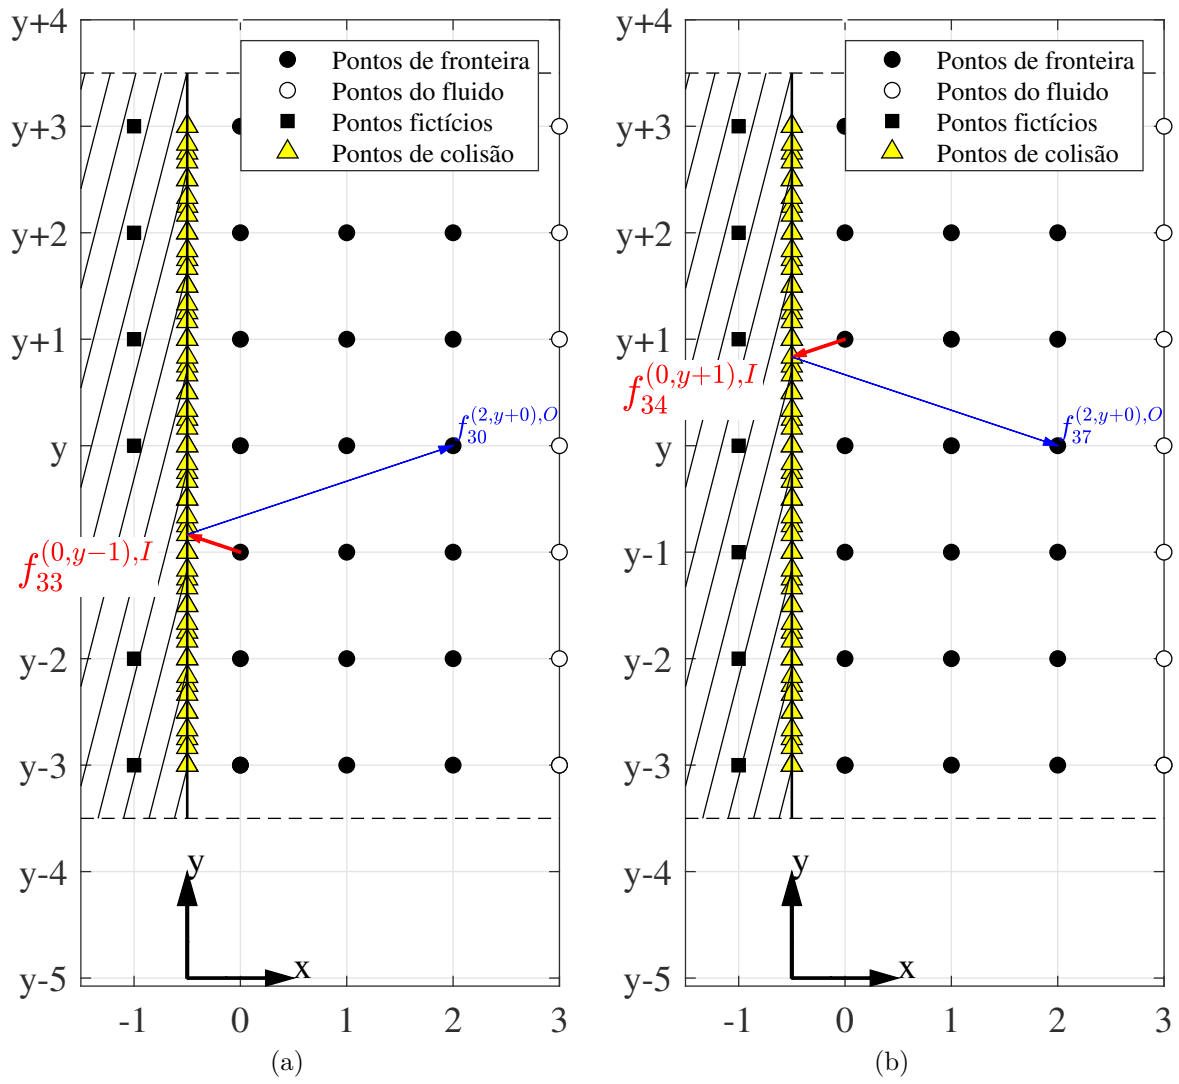 y+4
y+3
y+2
y+1
y
y-1
y-2
y-3
y-4
y-5
Pontos de fronteira
Pontos do fluido
Pontos fictícios
Pontos de colisão
f_{30}^{(2,y+0),O}
f_{33}^{(0,y−1),I}
y
x
-1 0 1 2 3
(a)
y+4
y+3
y+2
y+1
y
y-1
y-2
y-3
y-4
y-5
Pontos de fronteira
Pontos do fluido
Pontos fictícios
Pontos de colisão
f_{34}^{(0,y+1),I}
f_{37}^{(2,y+0),O}
y
x
-1 0 1 2 3
(b)